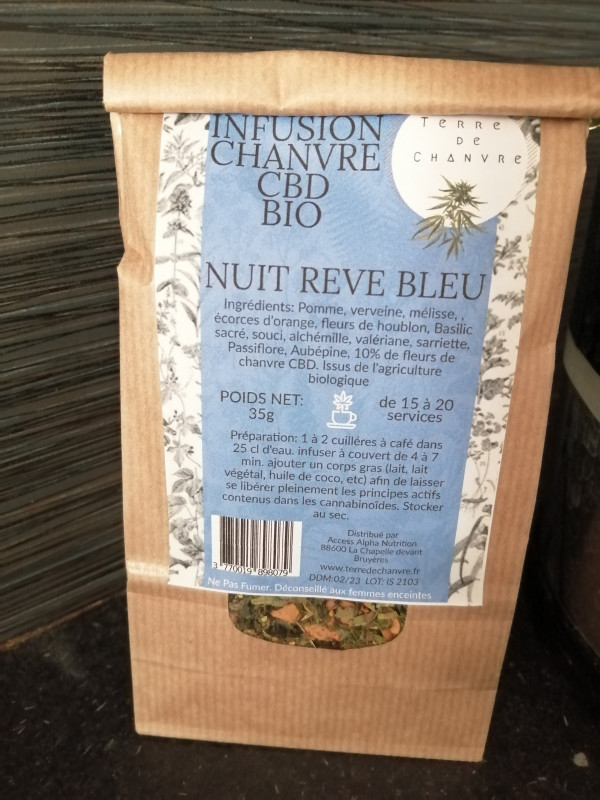 INFUSION
CHANVRE
CBD
BIO
TERRE
DE
CHANVRE
NUIT REVE BLEU
Ingrédients: Pomme, verveine, mélisse, ,
écorces d'orange, fleurs de houblon, Basilic
sacré, souci, alchémille, valériane, sarriette,
Passiflore, Aubépine, 10% de fleurs de
chanvre CBD. Issus de l'agriculture
biologique
POIDS NET:
35g
de 15 à 20
services
Préparation: 1 à 2 cuilléres à café dans
25 cl d'eau. infuser à couvert de 4 à 7
min. ajouter un corps gras (lait, lait
végétal, huile de coco, etc) afin de laisser
se libérer pleinement les principes actifs
contenus dans les cannabinoïdes. Stocker
au sec.
Distribué par
Access Alpha Nutrition
88600 La Chapelle devant
Bruyères
www.terredechanvre.fr
DDM:02/23 LOT: IS 2103
3 770019 898079
Ne Pas Fumer. Déconseillé aux femmes enceintes